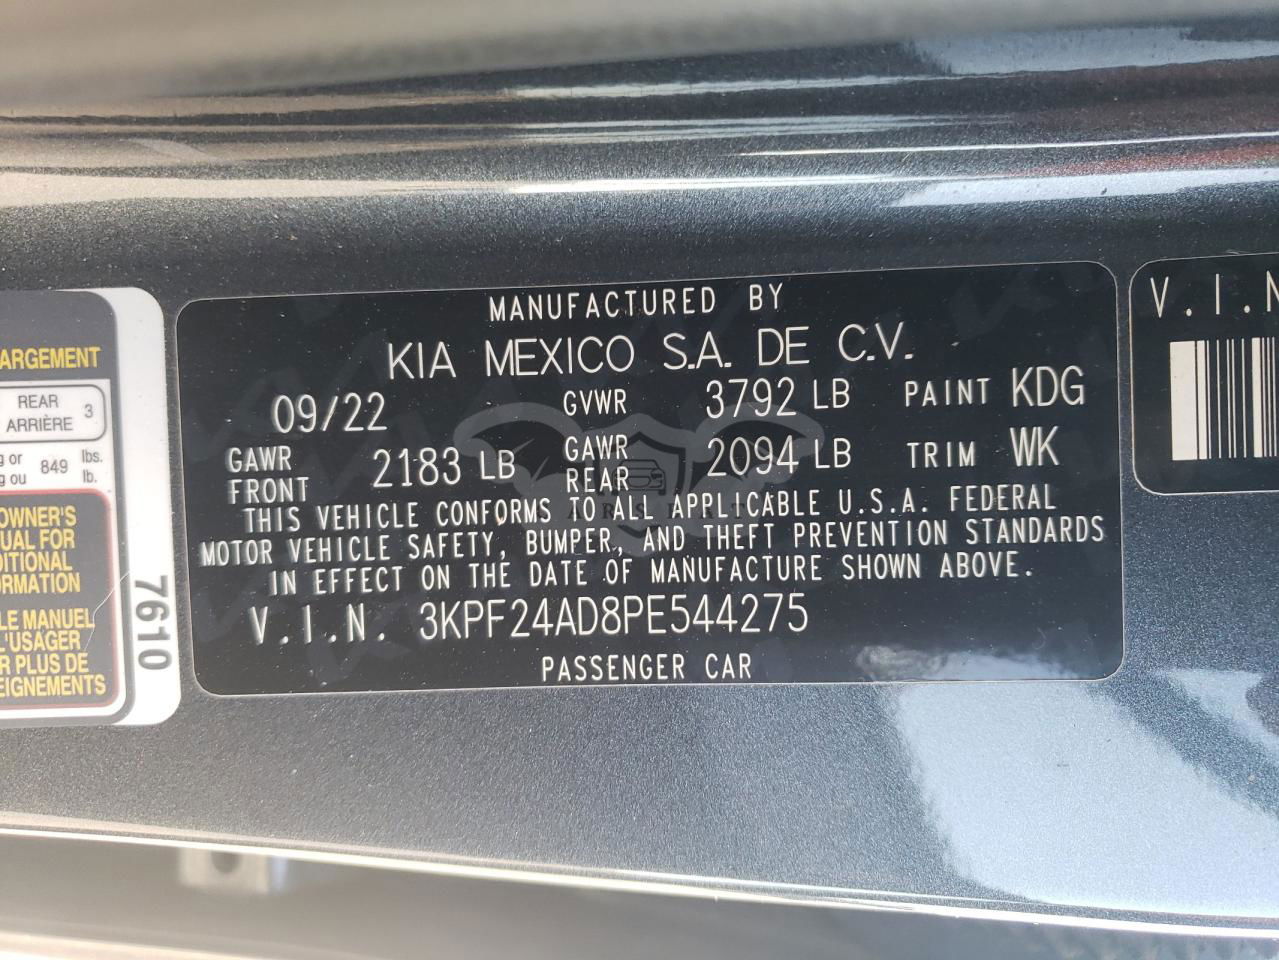 MANUFACTURED BY
KIA MEXICO S.A. DE C.V.
09/22 GVWR 3792 LB PAINT KDG
GAWR FRONT 2183 LB GAWR REAR 2094 LB TRIM WK
THIS VEHICLE CONFORMS TO ALL APPLICABLE U.S.A. FEDERAL
MOTOR VEHICLE SAFETY, BUMPER, AND THEFT PREVENTION STANDARDS
IN EFFECT ON THE DATE OF MANUFACTURE SHOWN ABOVE.
V.I.N. 3KPF24AD8PE544275
PASSENGER CAR
ARGEMENT
REAR
ARRIÈRE 3
g or 849 lbs.
g ou lb.
OWNER'S
UAL FOR
DITIONAL
ORMATION
LE MANUEL
L'USAGER
R PLUS DE
EIGNEMENTS
7610
V.I.N